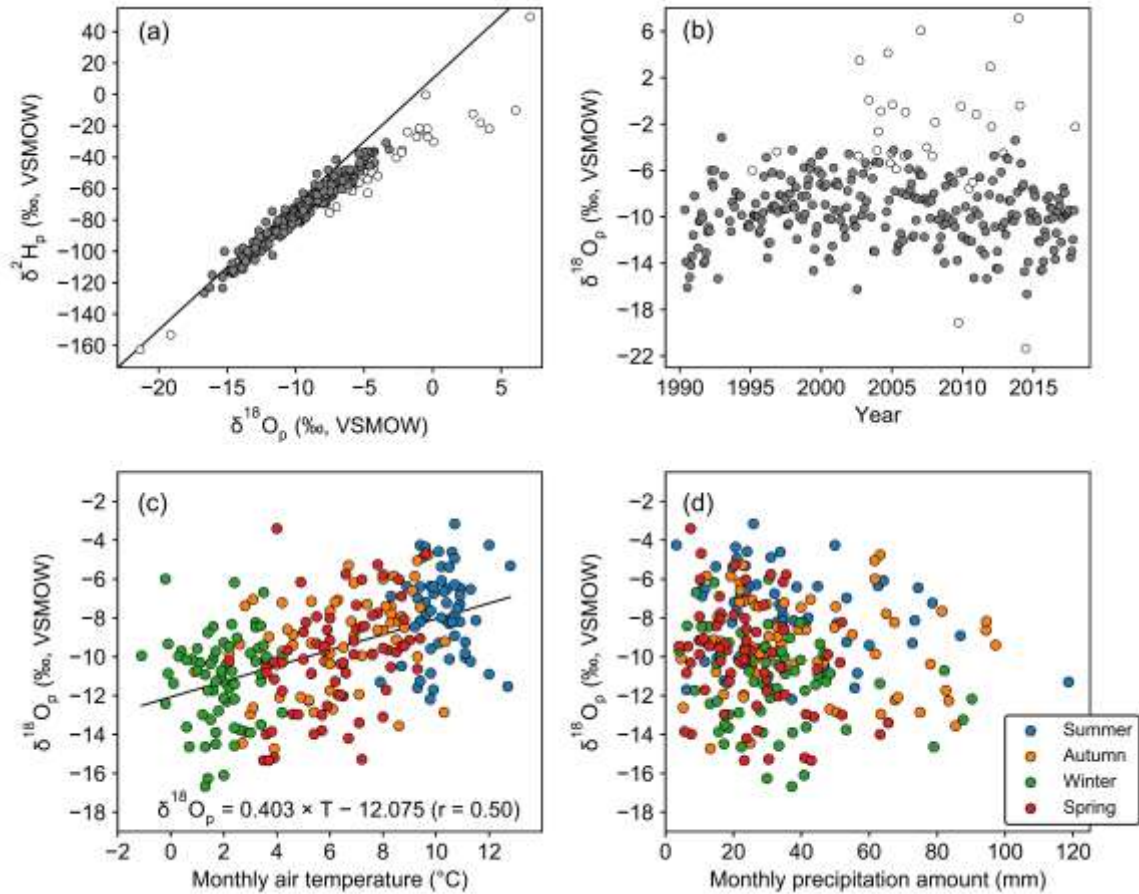 (a)
40
20
0
−20
−40
−60
−80
−100
−120
−140
−160
δ²Hₚ (‰, VSMOW)
−20 −15 −10 −5 0 5
δ¹⁸Oₚ (‰, VSMOW)
(b)
6
2
−2
−6
−10
−14
−18
−22
δ¹⁸Oₚ (‰, VSMOW)
1990 1995 2000 2005 2010 2015
Year
(c)
−2
−4
−6
−8
−10
−12
−14
−16
−18
δ¹⁸Oₚ (‰, VSMOW)
δ¹⁸Oₚ = 0.403 × T − 12.075 (r = 0.50)
−2 0 2 4 6 8 10 12
Monthly air temperature (°C)
(d)
−2
−4
−6
−8
−10
−12
−14
−16
−18
δ¹⁸Oₚ (‰, VSMOW)
Summer
Autumn
Winter
Spring
0 20 40 60 80 100 120
Monthly precipitation amount (mm)